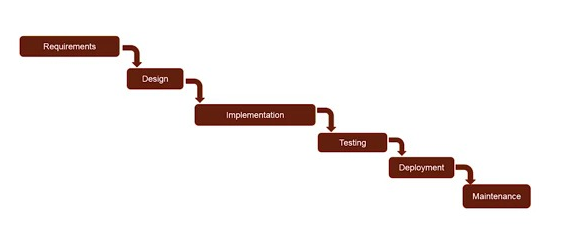 Requirements
Design
Implementation
Testing
Deployment
Maintenance